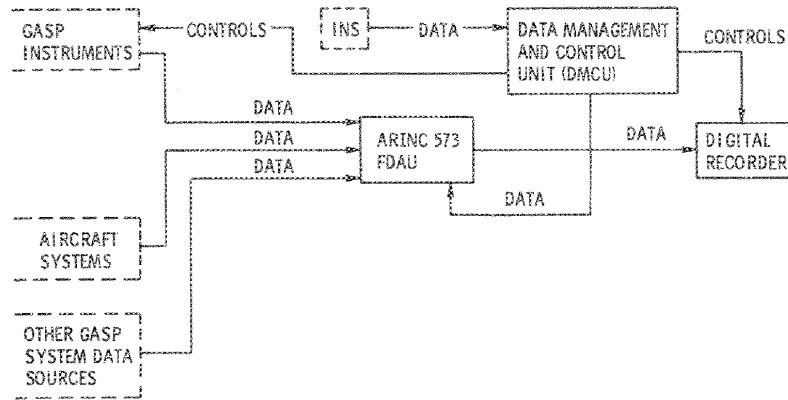 GASP
INSTRUMENTS
CONTROLS
INS
DATA
DATA MANAGEMENT
AND CONTROL
UNIT (DMCU)
CONTROLS
DATA
DATA
DATA
ARINC 573
FDAU
DATA
DIGITAL
RECORDER
DATA
AIRCRAFT
SYSTEMS
OTHER GASP
SYSTEM DATA
SOURCES